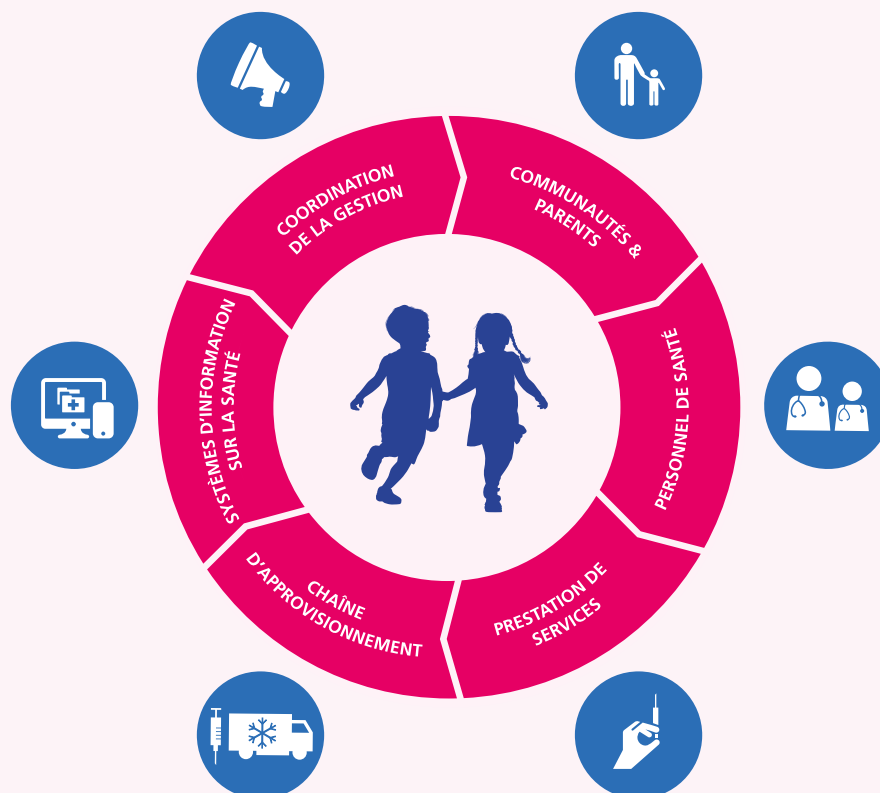 COORDINATION
DE LA GESTION
COMMUNAUTÉS &
PARENTS
PERSONNEL DE SANTÉ
PRESTATION DE
SERVICES
CHAÎNE
D'APPROVISIONNEMENT
SYSTÈMES D'INFORMATION
SUR LA SANTÉ